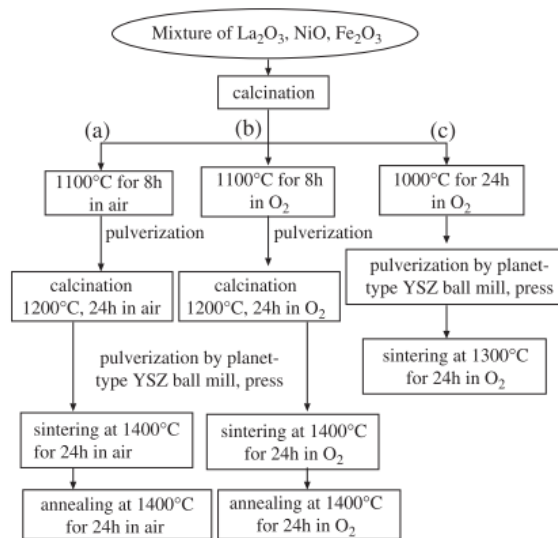 Mixture of La₂O₃, NiO, Fe₂O₃
calcination
(a)
(b)
(c)
1100°C for 8h
in air
1100°C for 8h
in O₂
1000°C for 24h
in O₂
pulverization
pulverization
pulverization by planet-
type YSZ ball mill, press
calcination
1200°C, 24h in air
calcination
1200°C, 24h in O₂
sintering at 1300°C
for 24h in O₂
pulverization by planet-
type YSZ ball mill, press
sintering at 1400°C
for 24h in air
sintering at 1400°C
for 24h in O₂
annealing at 1400°C
for 24h in air
annealing at 1400°C
for 24h in O₂